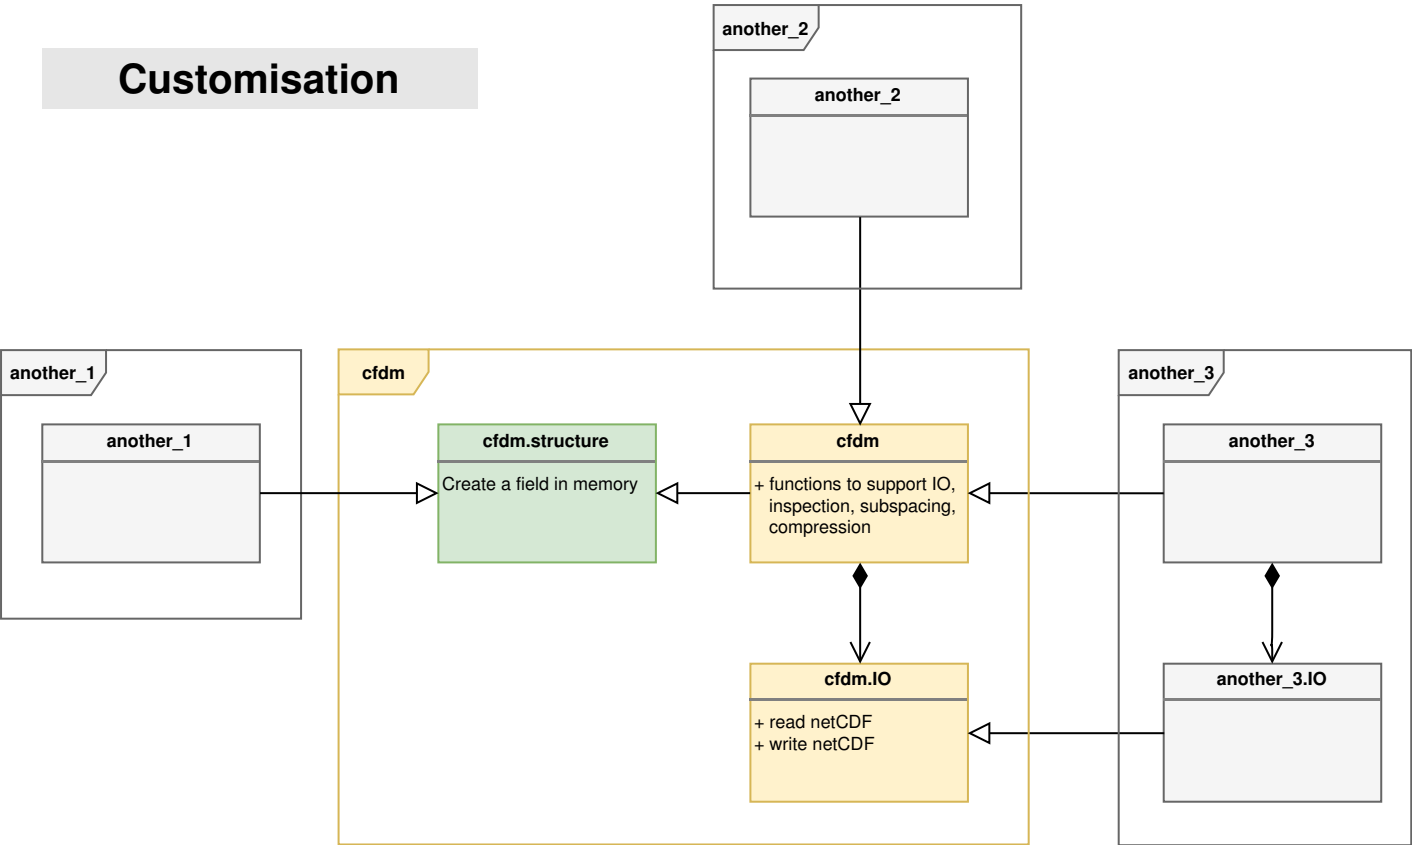 another_2
Customisation
another_2
another_1
cfdm
another_3
another_1
cfdm.structure
cfdm
another_3
Create a field in memory
+ functions to support IO,
inspection, subspacing,
compression
cfdm.IO
another_3.IO
+ read netCDF
+ write netCDF